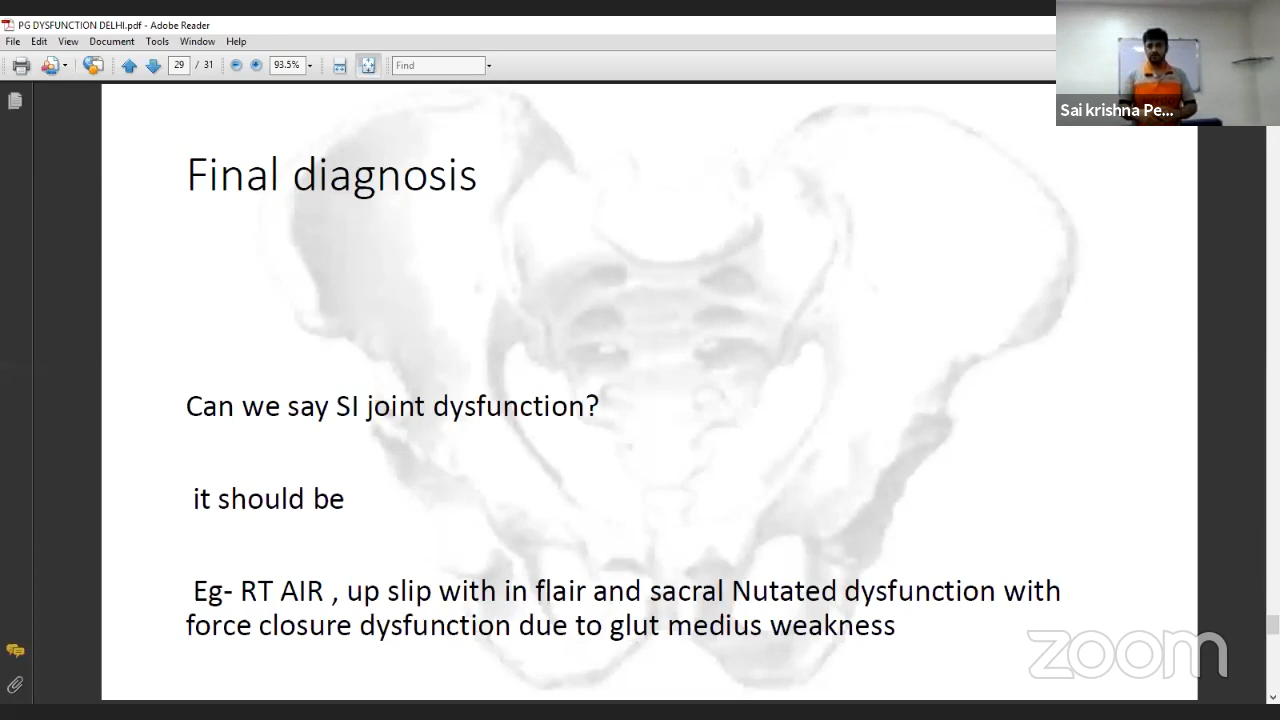 PG DYSFUNCTION DELHI.pdf - Adobe Reader
File Edit View Document Tools Window Help
29 / 31 93.5% Find
Sai krishna Pe...
Final diagnosis
Can we say SI joint dysfunction?
it should be
Eg- RT AIR , up slip with in flair and sacral Nutated dysfunction with
force closure dysfunction due to glut medius weakness
zoom